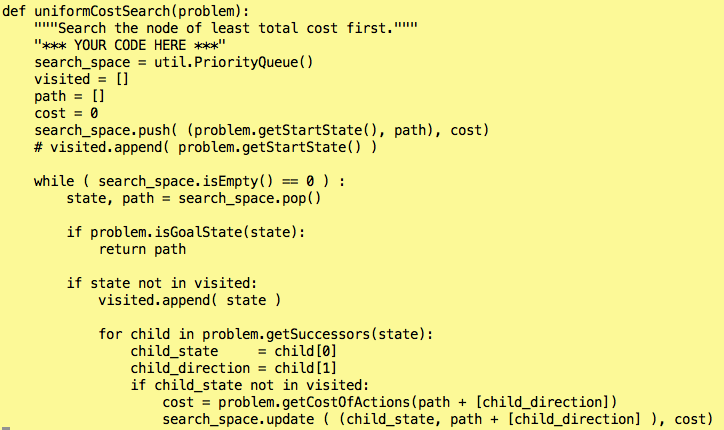 def uniformCostSearch(problem):
    """Search the node of least total cost first."""
    "*** YOUR CODE HERE ***"
    search_space = util.PriorityQueue()
    visited = []
    path = []
    cost = 0
    search_space.push( (problem.getStartState(), path), cost)
    # visited.append( problem.getStartState() )

    while ( search_space.isEmpty() == 0 ) :
        state, path = search_space.pop()

        if problem.isGoalState(state):
            return path

        if state not in visited:
            visited.append( state )

            for child in problem.getSuccessors(state):
                child_state     = child[0]
                child_direction = child[1]
                if child_state not in visited:
                    cost = problem.getCostOfActions(path + [child_direction])
                    search_space.update ( (child_state, path + [child_direction] ), cost)